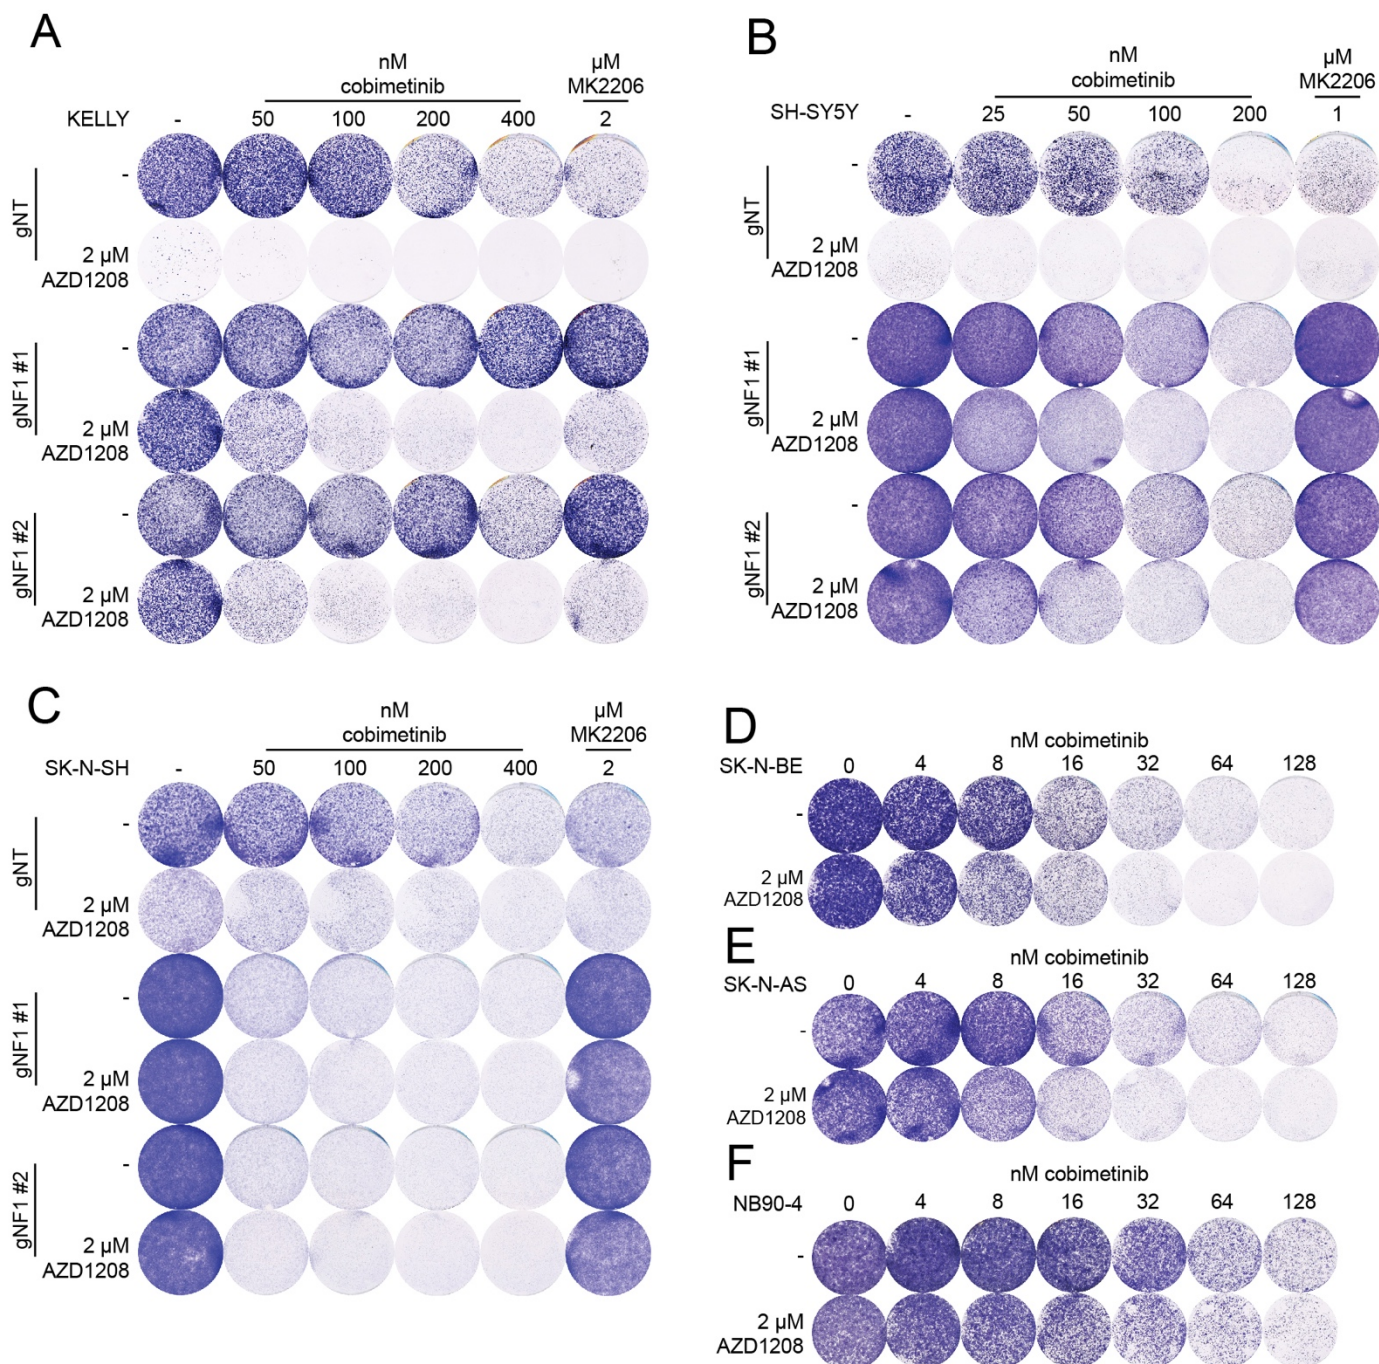 A
nM
cobimetinib
µM
MK2206
KELLY
-
50
100
200
400
2
gNT
-
2 µM
AZD1208
gNF1 #1
-
2 µM
AZD1208
gNF1 #2
-
2 µM
AZD1208
B
nM
cobimetinib
µM
MK2206
SH-SY5Y
-
25
50
100
200
1
gNT
-
2 µM
AZD1208
gNF1 #1
-
2 µM
AZD1208
gNF1 #2
-
2 µM
AZD1208
C
nM
cobimetinib
µM
MK2206
SK-N-SH
-
50
100
200
400
2
gNT
-
2 µM
AZD1208
gNF1 #1
-
2 µM
AZD1208
gNF1 #2
-
2 µM
AZD1208
D
nM cobimetinib
SK-N-BE
0
4
8
16
32
64
128
-
2 µM
AZD1208
E
nM cobimetinib
SK-N-AS
0
4
8
16
32
64
128
-
2 µM
AZD1208
F
nM cobimetinib
NB90-4
0
4
8
16
32
64
128
-
2 µM
AZD1208